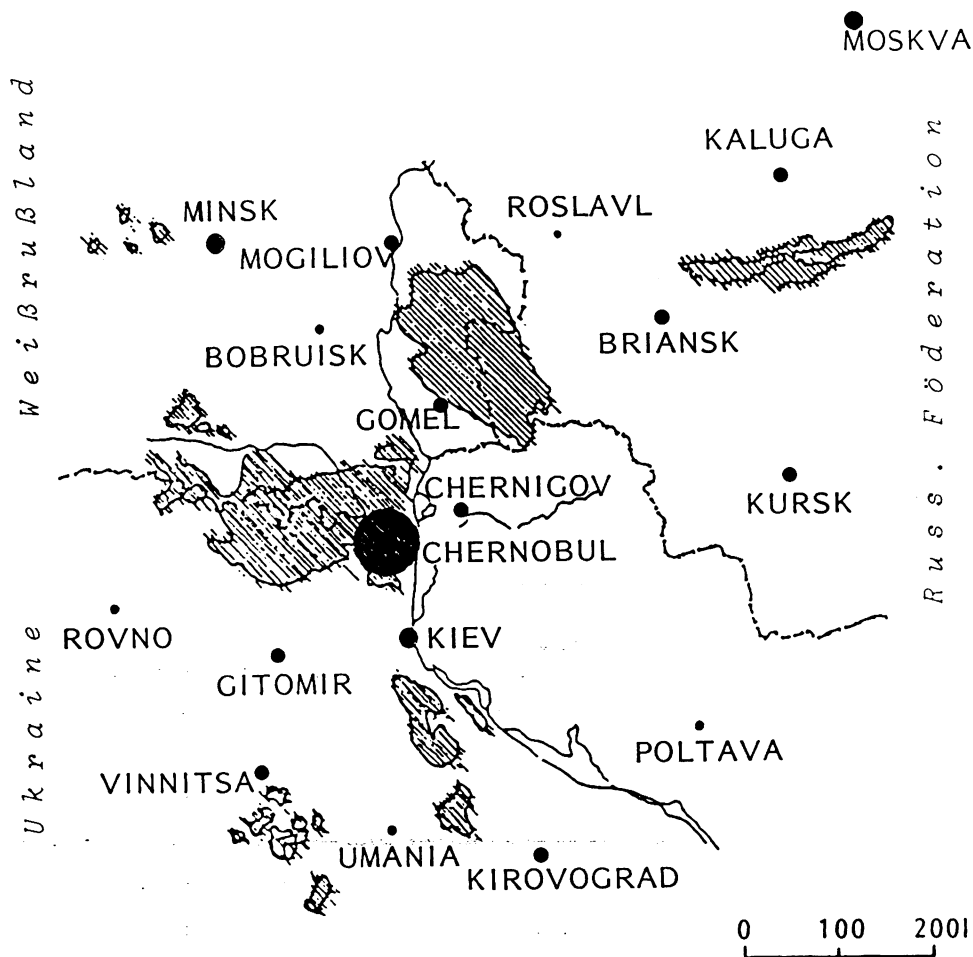 MOSKVA
KALUGA
Weißrußland
Russ. Föderation
MINSK
ROSLAVL
MOGILIOV
BOBRUISK
BRIANSK
GOMEL
CHERNIGOV
KURSK
CHERNOBUL
ROVNO
KIEV
GITOMIR
Ukraine
POLTAVA
VINNITSA
UMANIA
KIROVOGRAD
0 100 200